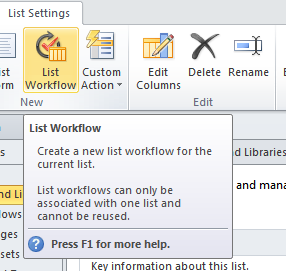 List Settings
List
Workflow
Custom
Action
Edit
Columns
Delete
Rename
New
Edit
List Workflow
Create a new list workflow for the
current list.
List workflows can only be
associated with one list and
cannot be reused.
Press F1 for more help.
nd Libraries
and mana
Key information about this list.